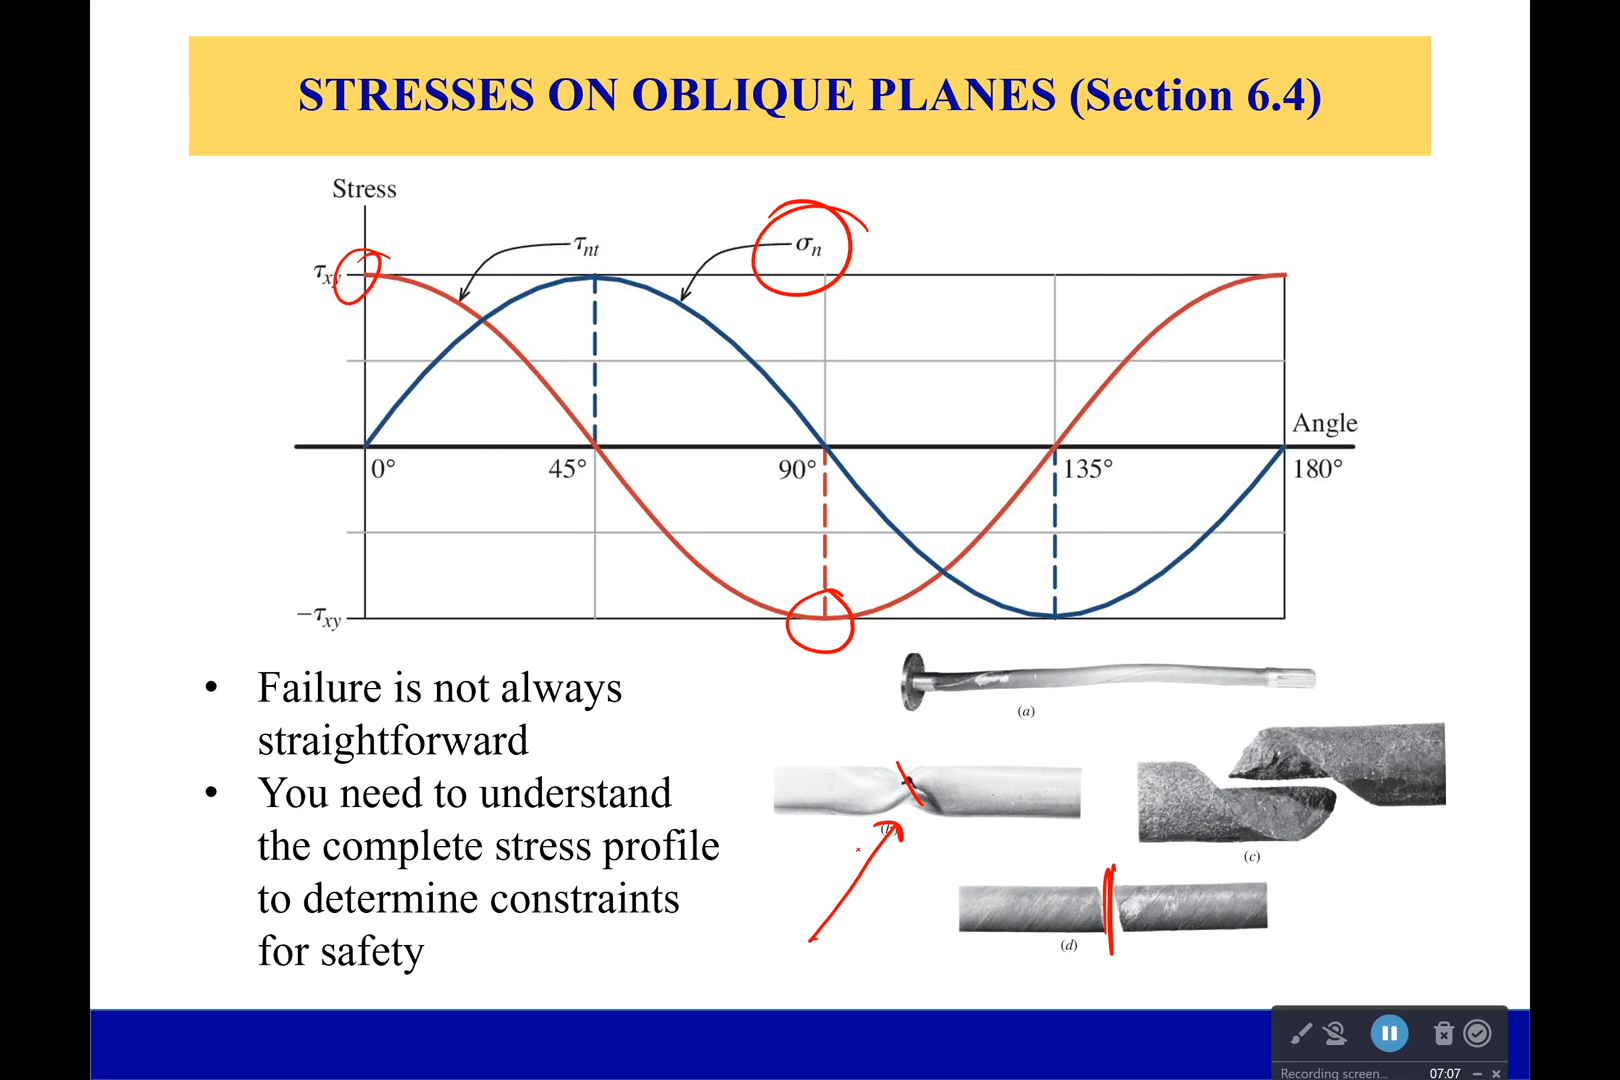 STRESSES ON OBLIQUE PLANES (Section 6.4)
Stress
τnt
σn
τxy
Angle
0°
45°
90°
135°
180°
−τxy
• Failure is not always
straightforward
• You need to understand
the complete stress profile
to determine constraints
for safety
(a)
(c)
(d)
Recording screen...
07:07